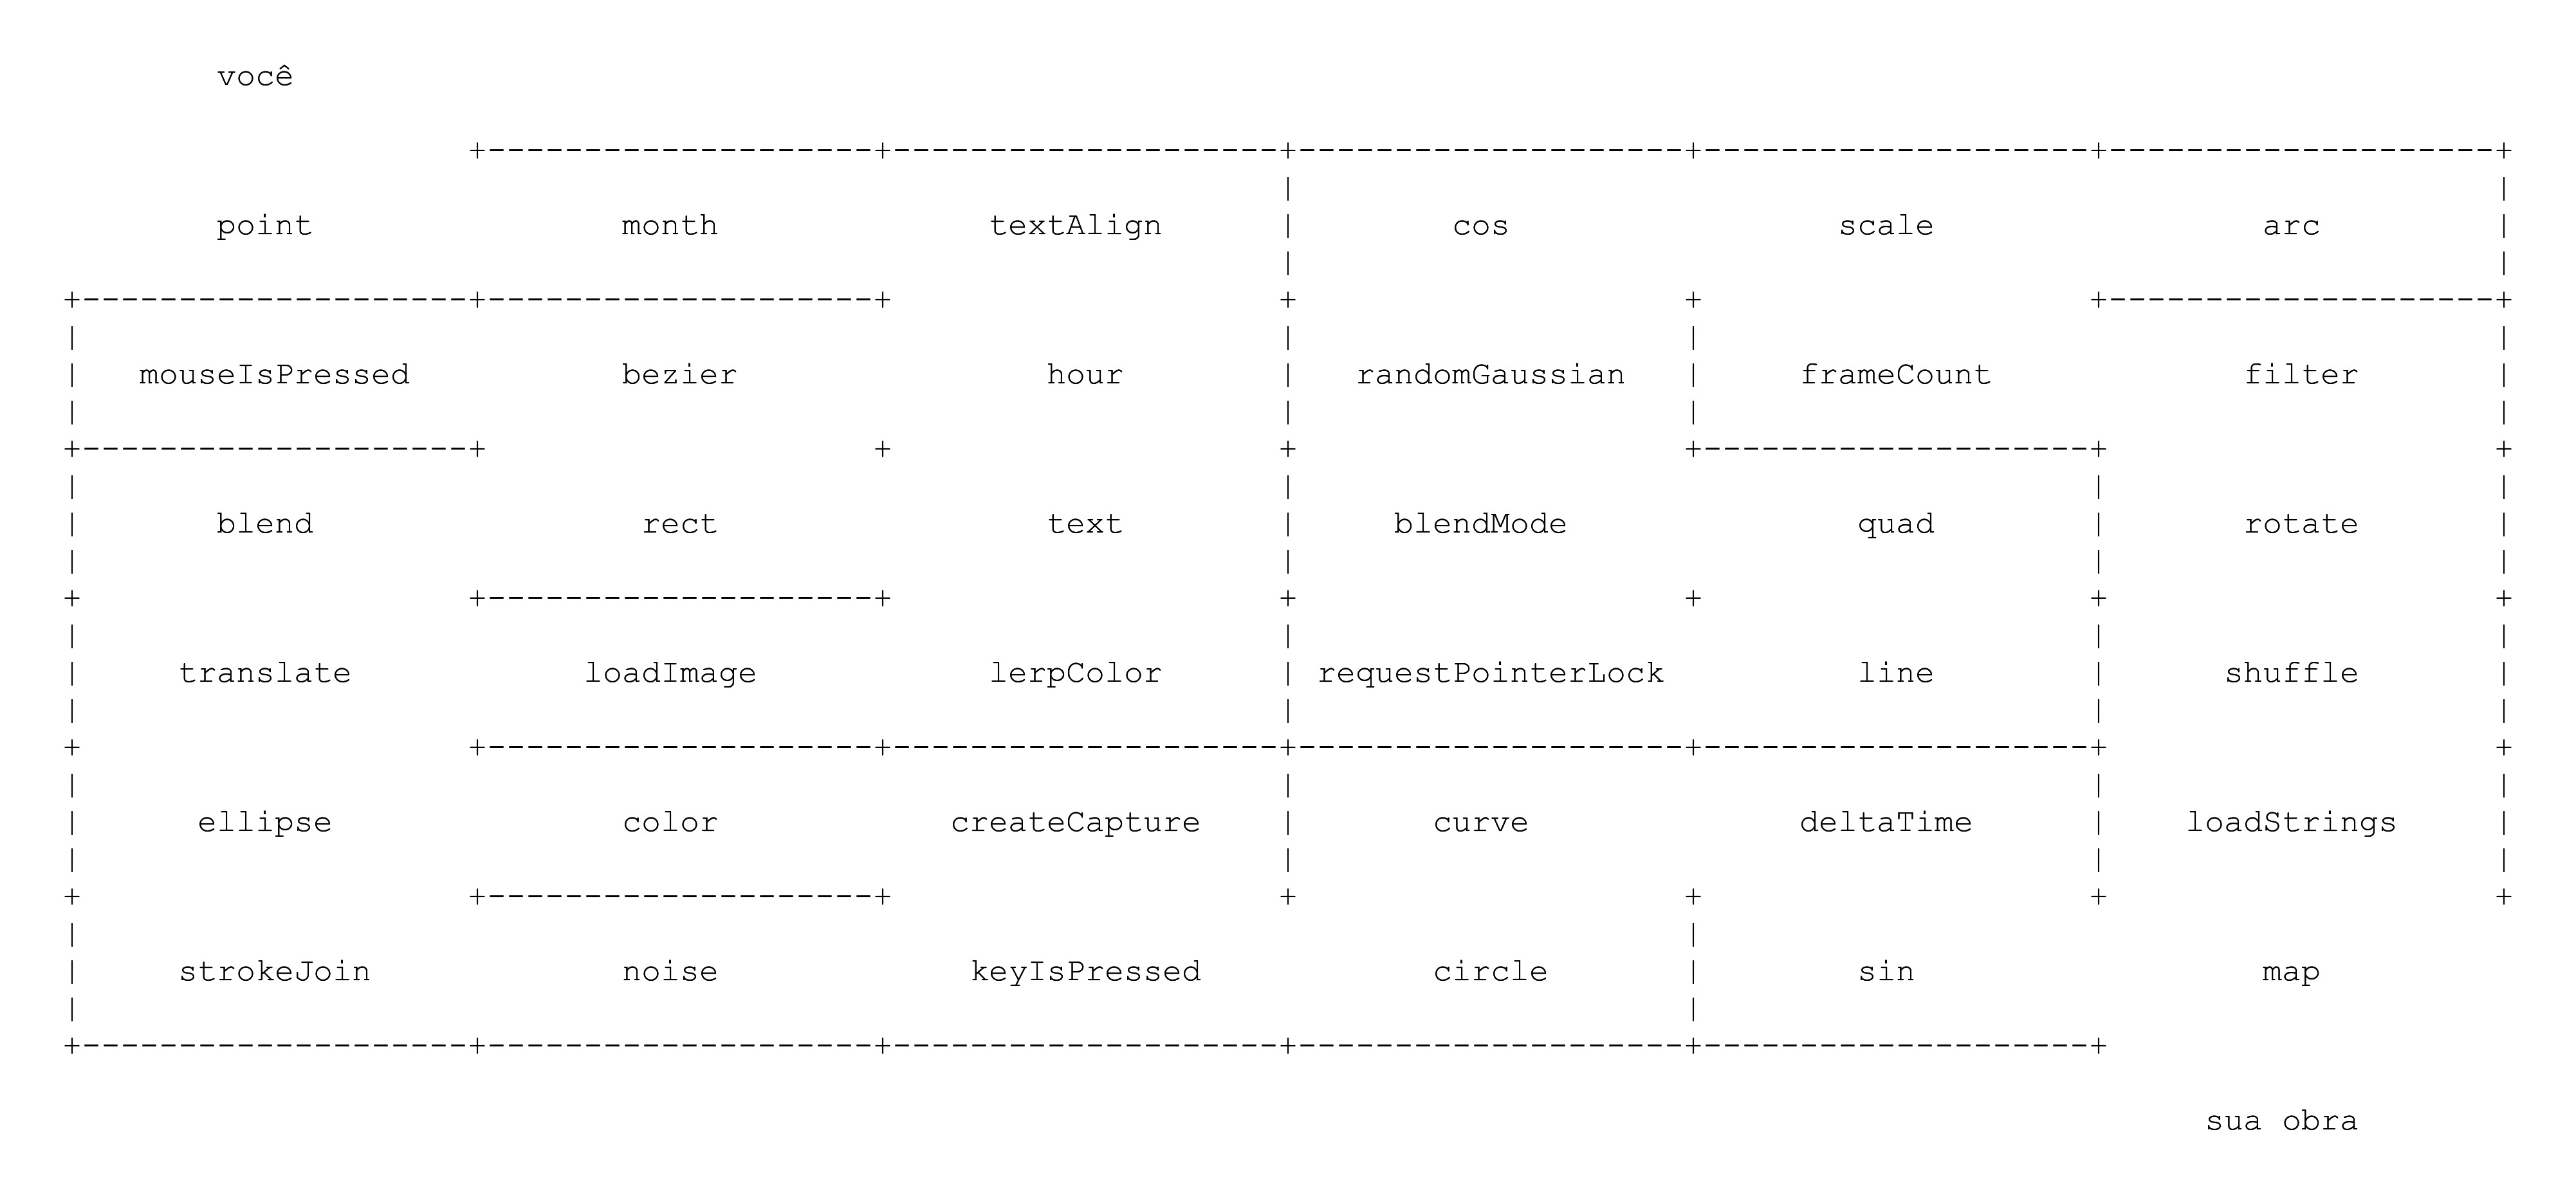 você
point month textAlign cos scale arc
mouseIsPressed bezier hour randomGaussian frameCount filter
blend rect text blendMode quad rotate
translate loadImage lerpColor requestPointerLock line shuffle
ellipse color createCapture curve deltaTime loadStrings
strokeJoin noise keyIsPressed circle sin map
sua obra